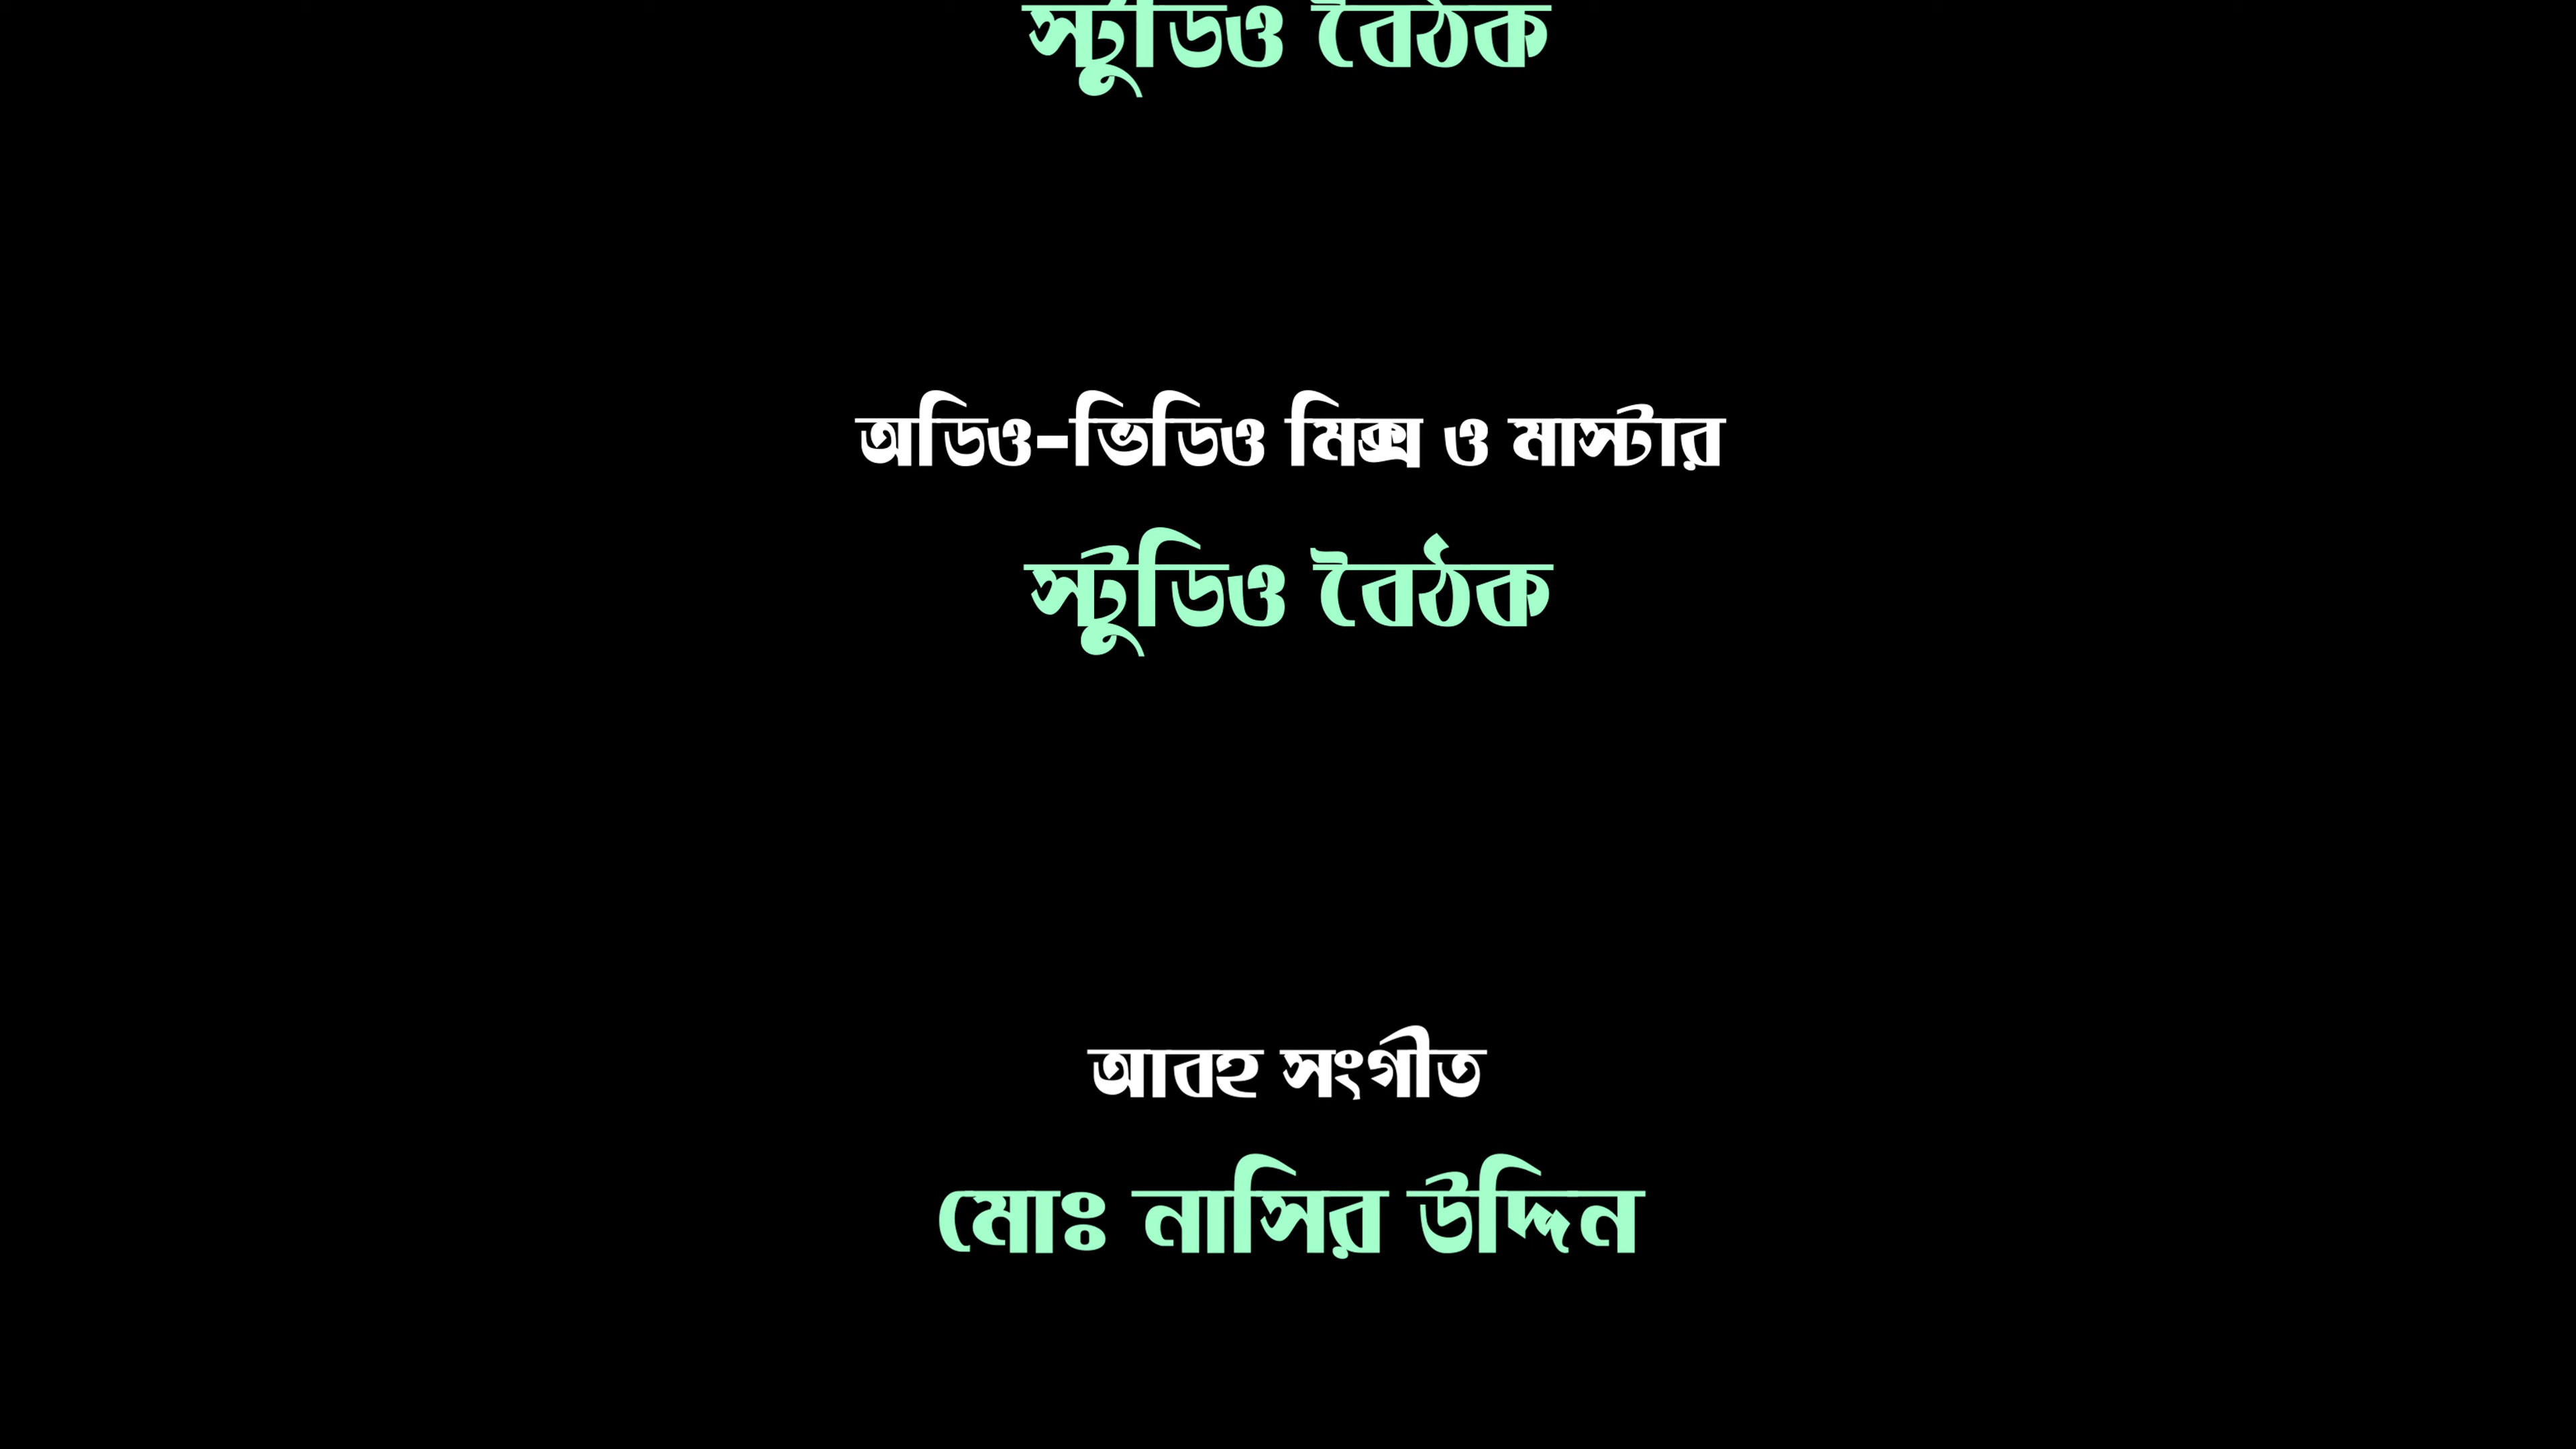 স্টুডিও বৈঠক
অডিও-ভিডিও মিক্স ও মাস্টার
স্টুডিও বৈঠক
আবহ সংগীত
মোঃ নাসির উদ্দিন